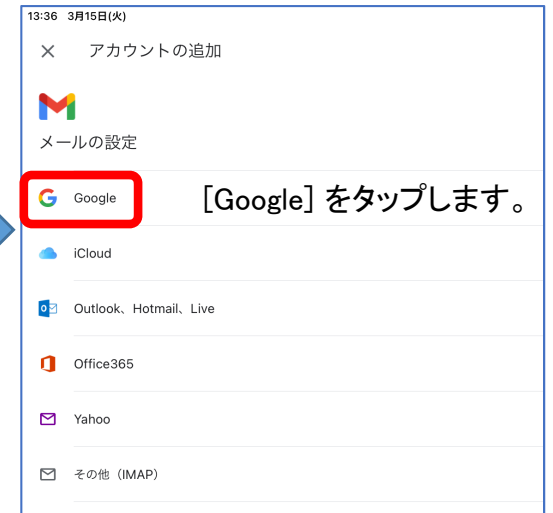 13:36 3月15日(火)
× アカウントの追加
メールの設定
Google
[Google] をタップします。
iCloud
Outlook、Hotmail、Live
Office365
Yahoo
その他（IMAP）